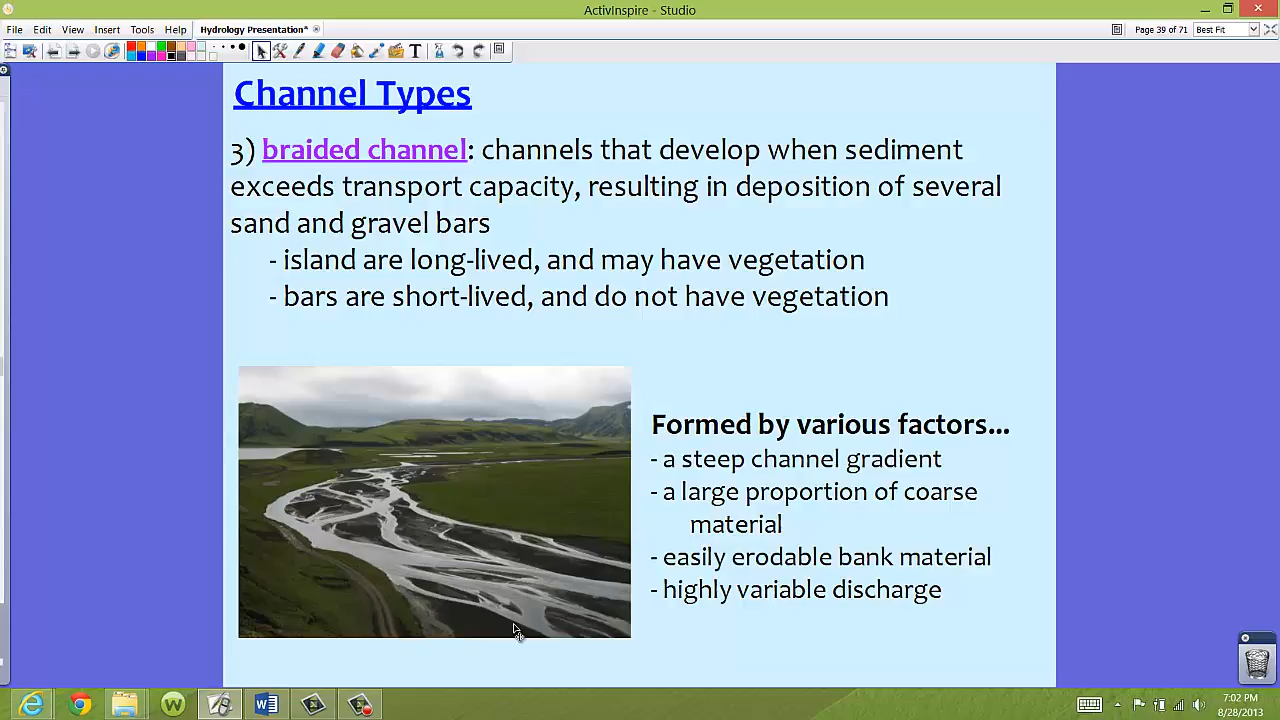 ActivInspire - Studio
File Edit View Insert Tools Help Hydrology Presentation* Page 39 of 71 Best Fit
Channel Types
3) braided channel: channels that develop when sediment
exceeds transport capacity, resulting in deposition of several
sand and gravel bars
- island are long-lived, and may have vegetation
- bars are short-lived, and do not have vegetation
Formed by various factors...
- a steep channel gradient
- a large proportion of coarse
material
- easily erodable bank material
- highly variable discharge
7:02 PM
8/28/2013